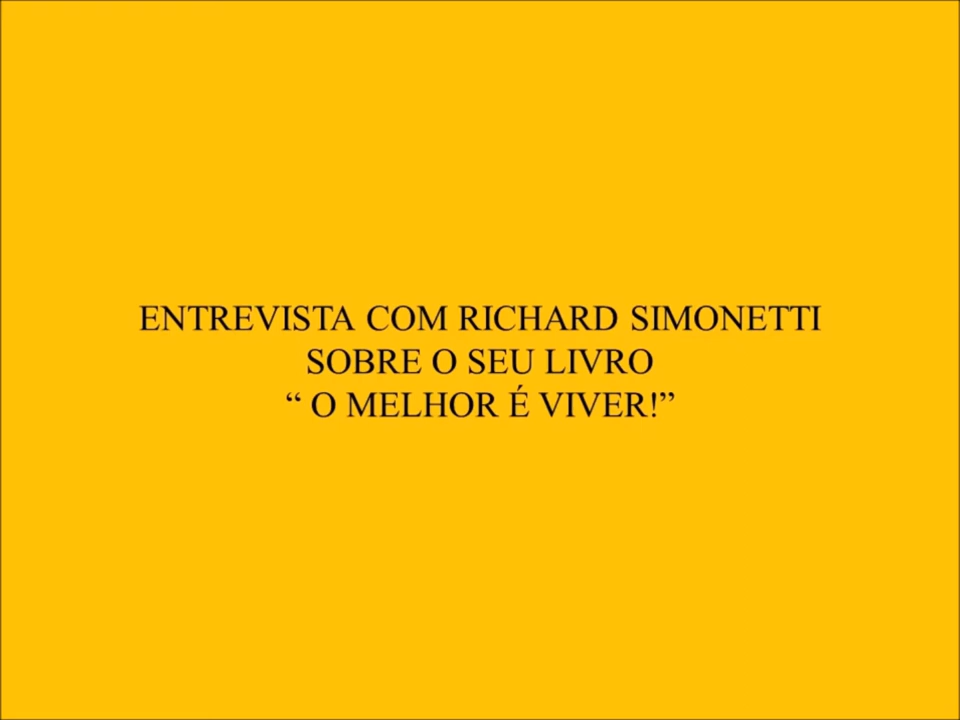 ENTREVISTA COM RICHARD SIMONETTI
SOBRE O SEU LIVRO
“ O MELHOR É VIVER!”